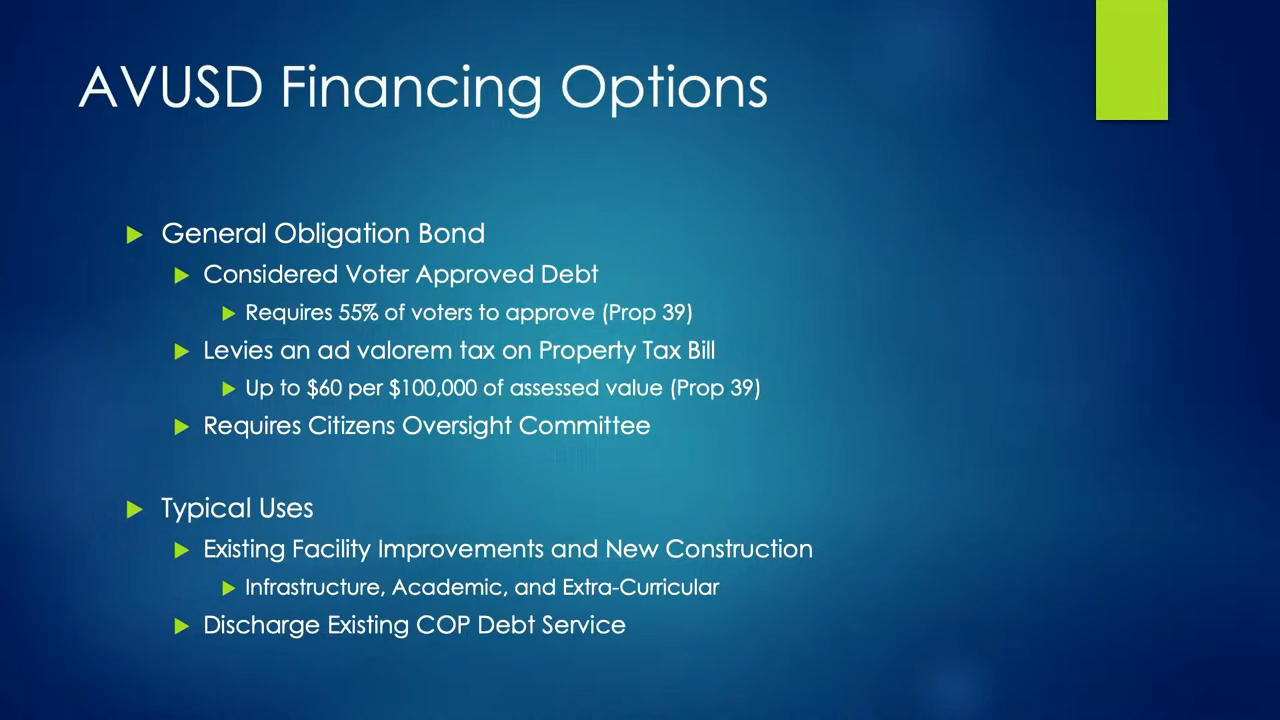 AVUSD Financing Options
General Obligation Bond
Considered Voter Approved Debt
Requires 55% of voters to approve (Prop 39)
Levies an ad valorem tax on Property Tax Bill
Up to $60 per $100,000 of assessed value (Prop 39)
Requires Citizens Oversight Committee
Typical Uses
Existing Facility Improvements and New Construction
Infrastructure, Academic, and Extra-Curricular
Discharge Existing COP Debt Service